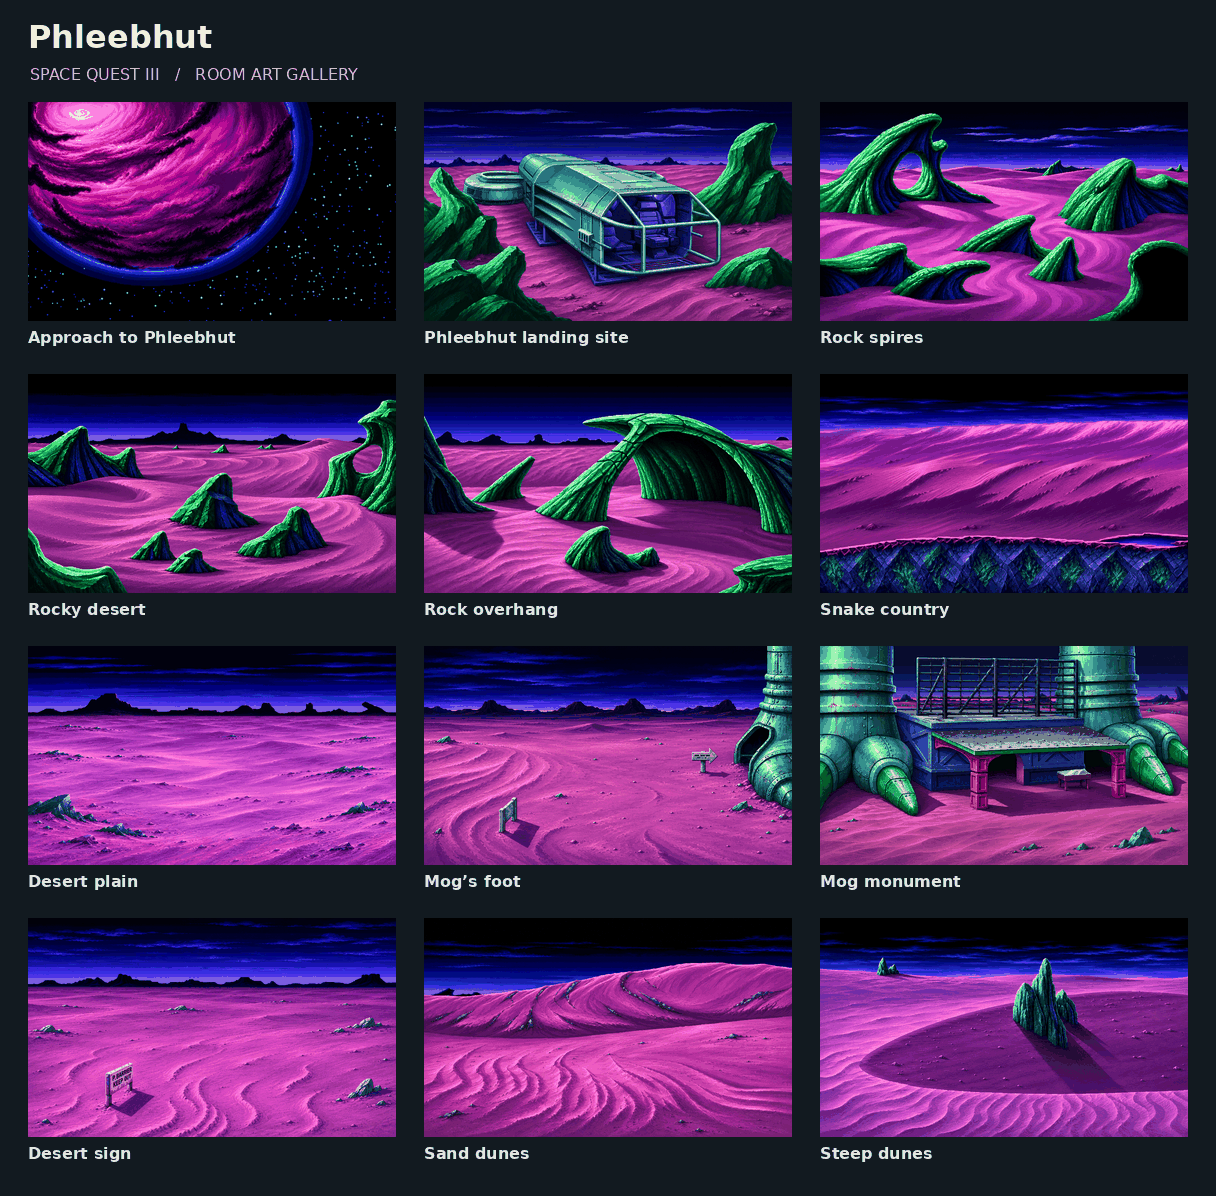 Phleebhut
SPACE QUEST III / ROOM ART GALLERY
Approach to Phleebhut
Phleebhut landing site
Rock spires
Rocky desert
Rock overhang
Snake country
Desert plain
Mog’s foot
Mog monument
Desert sign
Sand dunes
Steep dunes